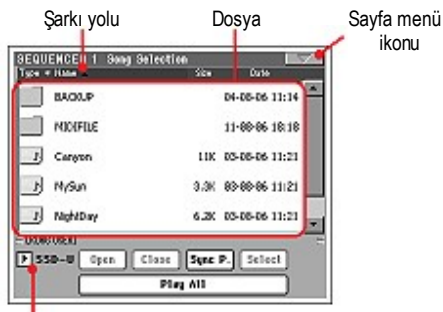 Şarkı yolu Dosya Sayfa menü
ikonu
SEQUENCER 1 Song Selection
Type Name Size Date
BACKUP 04-08-06 11:14
MIDIFILE 11-08-06 18:18
Canyon 11K 03-08-06 11:21
MySun 3.3K 03-08-06 11:21
NightDay 6.2K 03-08-06 11:21
SSD-U Open Close Sync P. Select
Play All